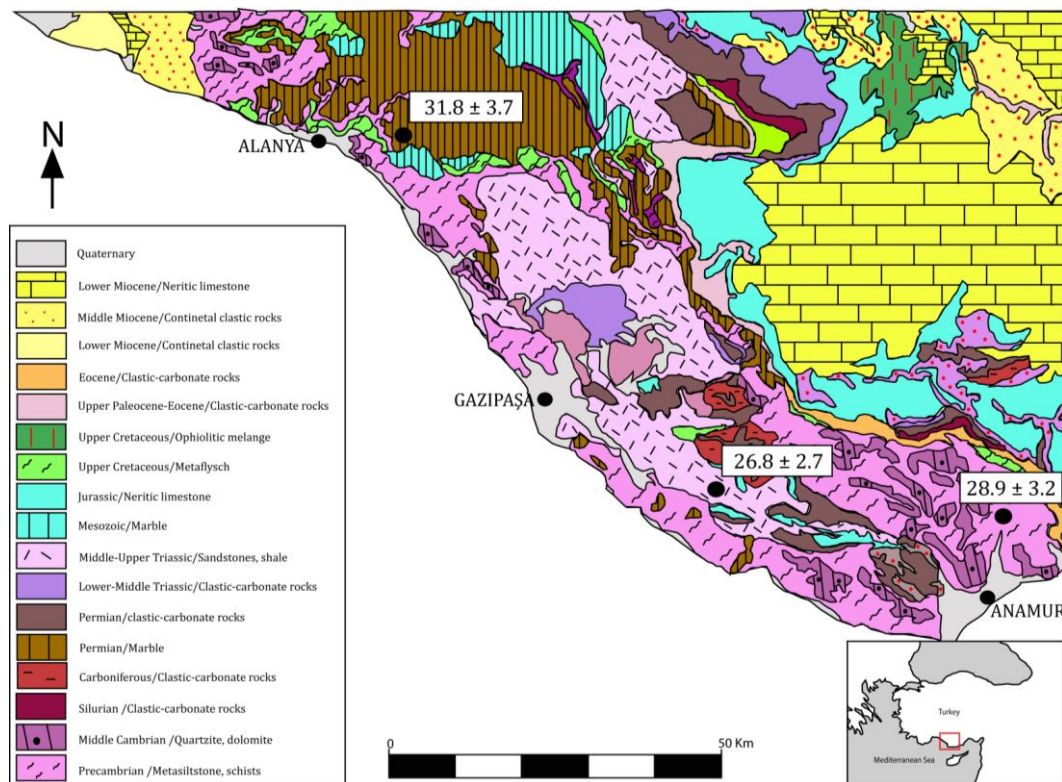 31.8 ± 3.7
N
ALANYA
Quaternary
Lower Miocene/Neritic limestone
Middle Miocene/Continetal clastic rocks
Lower Miocene/Continetal clastic rocks
Eocene/Clastic-carbonate rocks
Upper Paleocene-Eocene/Clastic-carbonate rocks
Upper Cretaceous/Ophiolitic melange
Upper Cretaceous/Metaflysch
Jurassic/Neritic limestone
Mesozoic/Marble
Middle-Upper Triassic/Sandstones, shale
Lower-Middle Triassic/Clastic-carbonate rocks
Permian/clastic-carbonate rocks
Permian/Marble
Carboniferous/Clastic-carbonate rocks
Silurian /Clastic-carbonate rocks
Middle Cambrian /Quartzite, dolomite
Precambrian /Metasiltstone, schists
GAZIPAŞA
26.8 ± 2.7
28.9 ± 3.2
ANAMUR
0
50 Km
Turkey
Mediterranean Sea